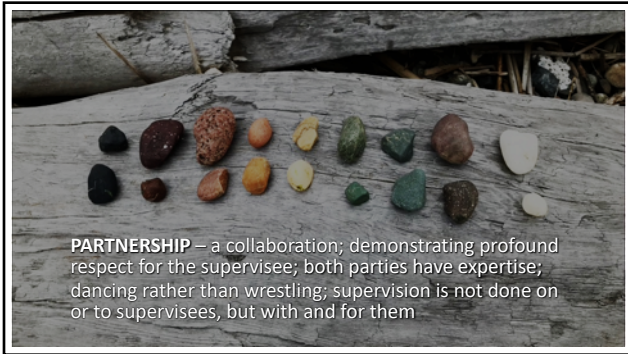 PARTNERSHIP – a collaboration; demonstrating profound
respect for the supervisee; both parties have expertise;
dancing rather than wrestling; supervision is not done on
or to supervisees, but with and for them